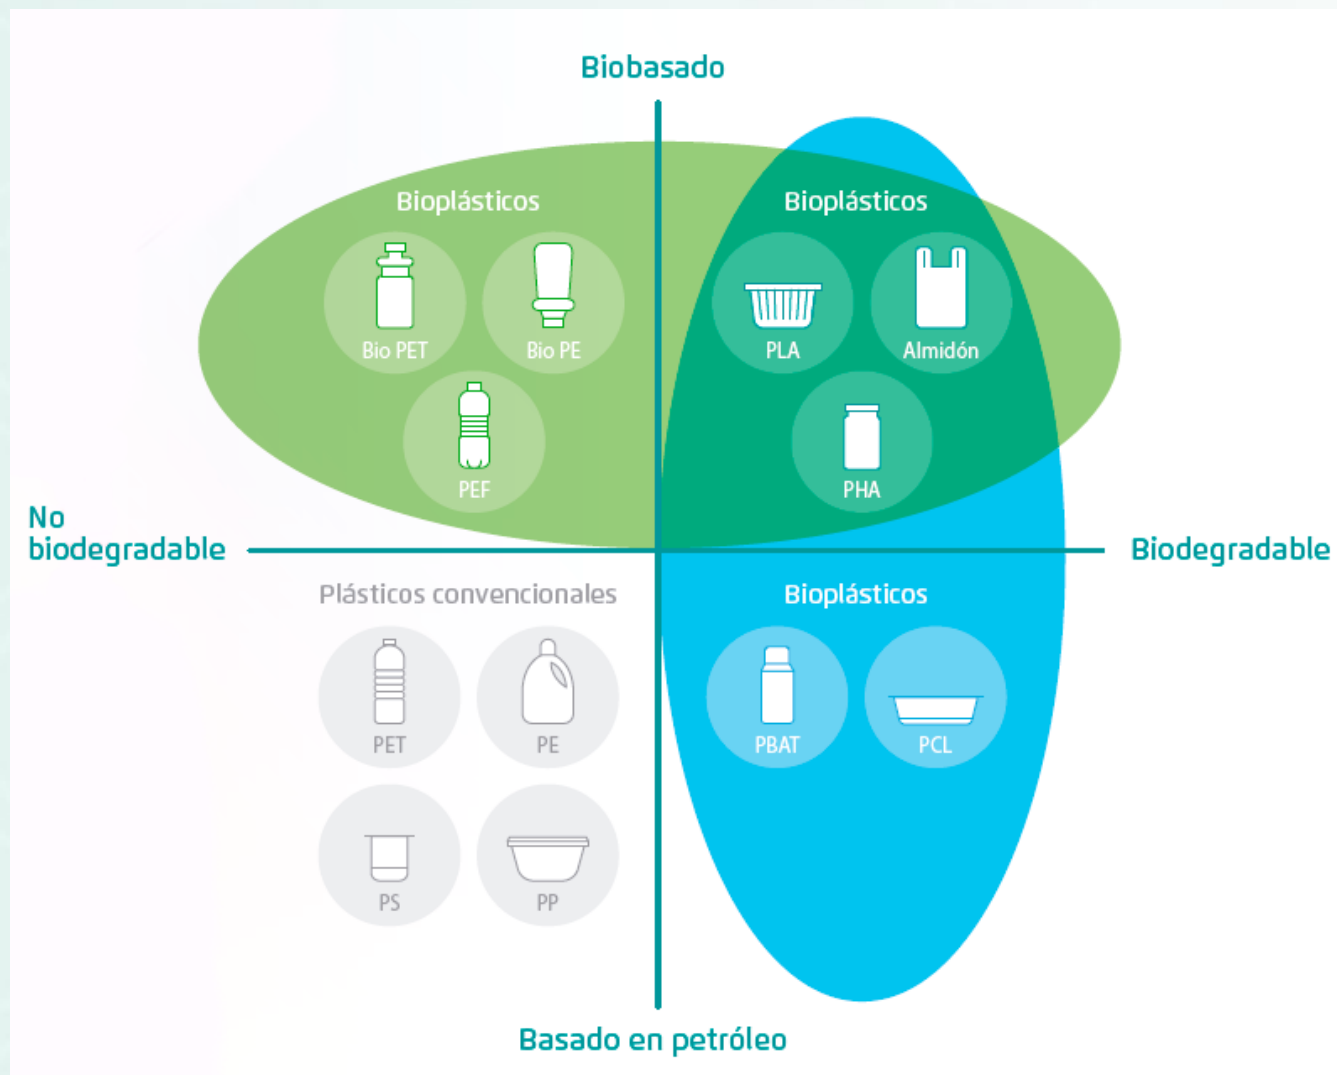 Biobasado
Bioplásticos
Bioplásticos
Bio PET
Bio PE
PLA
Almidón
PEF
PHA
No
biodegradable
Biodegradable
Plásticos convencionales
Bioplásticos
PET
PE
PBAT
PCL
PS
PP
Basado en petróleo